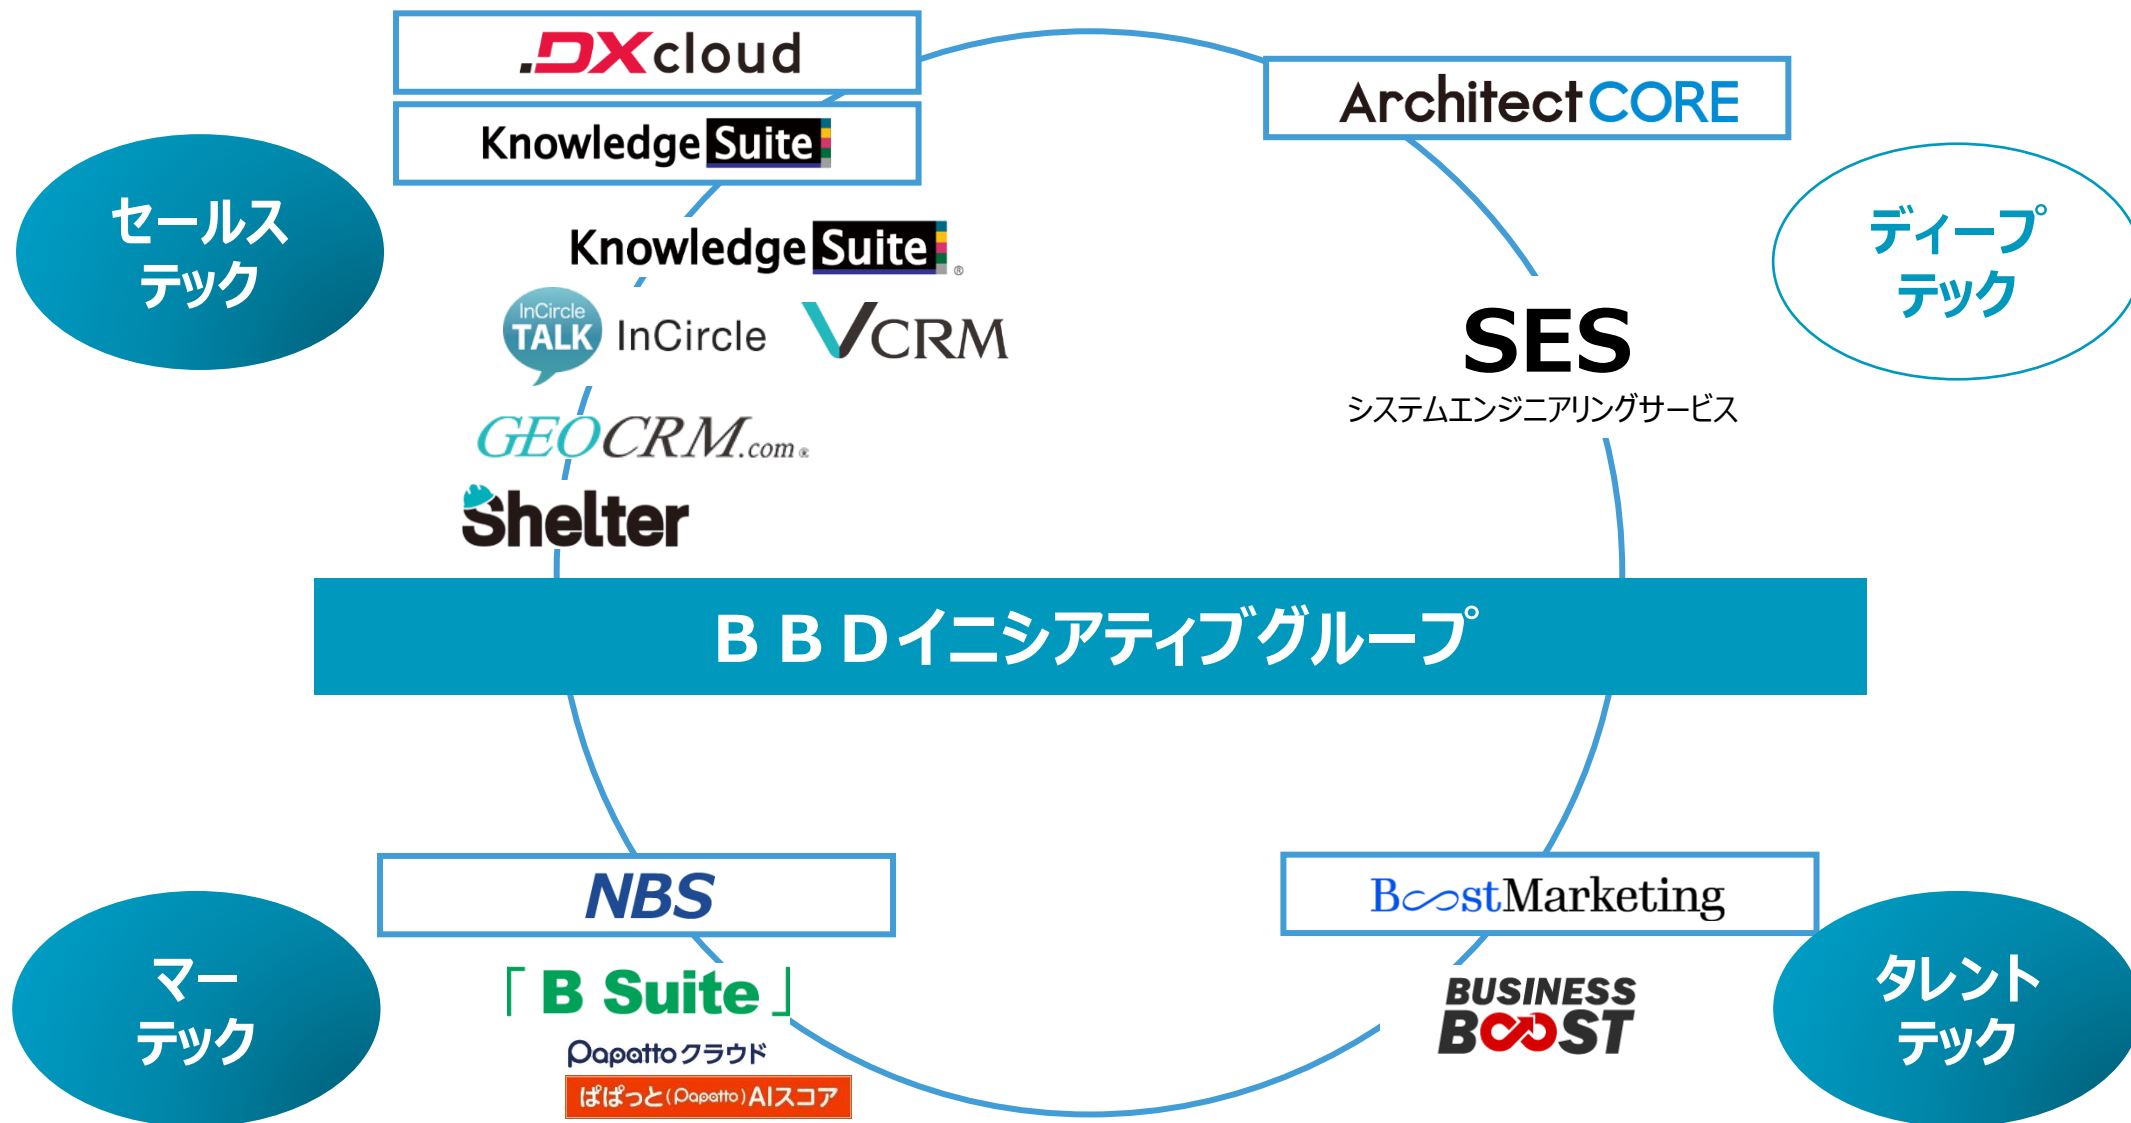 .DXcloud
Knowledge Suite
セールス
テック
Knowledge Suite ®
InCircle
TALK
InCircle
VCRM
GEOCRM.com®
Shelter
ArchitectCORE
ディープ
テック
SES
システムエンジニアリングサービス
ＢＢＤイニシアティブグループ
NBS
マー
テック
「B Suite」
Papattoクラウド
ぱぱっと(Papatto)AIスコア
BoostMarketing
タレント
テック
BUSINESS
BOOST